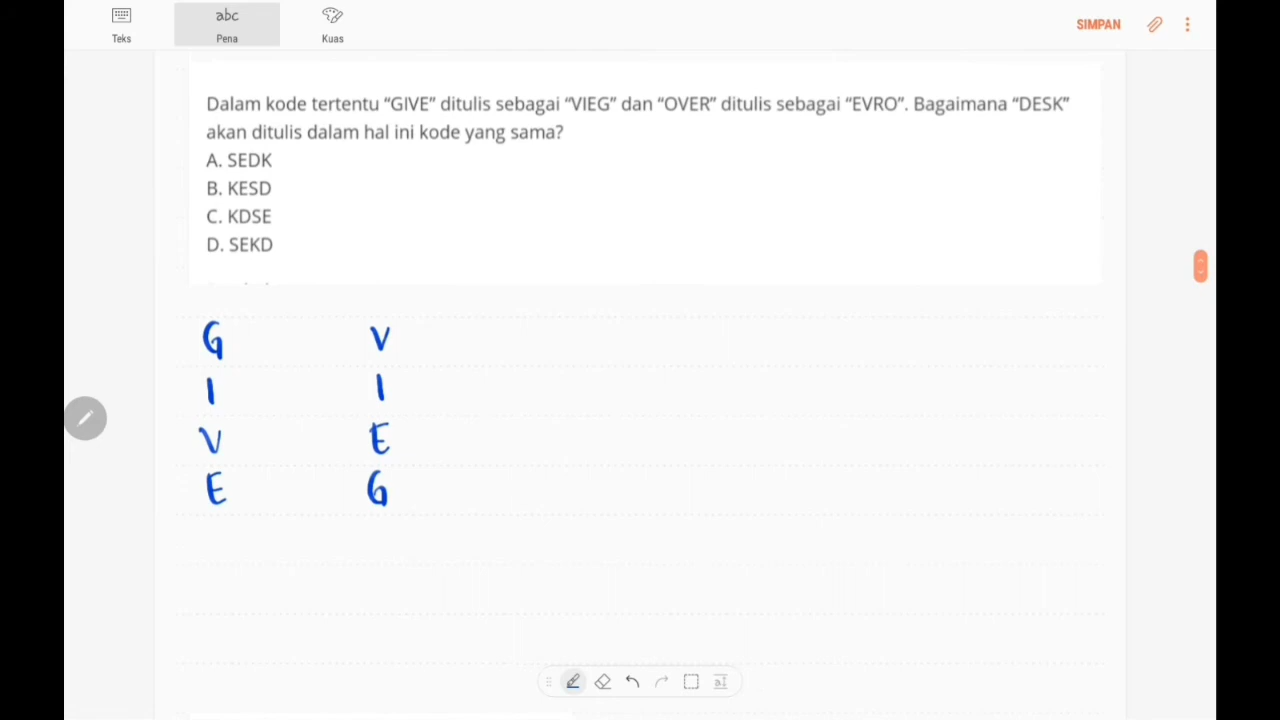 abc
Teks
Pena
Kuas
SIMPAN
Dalam kode tertentu “GIVE” ditulis sebagai “VIEG” dan “OVER” ditulis sebagai “EVRO”. Bagaimana “DESK”
akan ditulis dalam hal ini kode yang sama?
A. SEDK
B. KESD
C. KDSE
D. SEKD
G V
I I
V E
E G